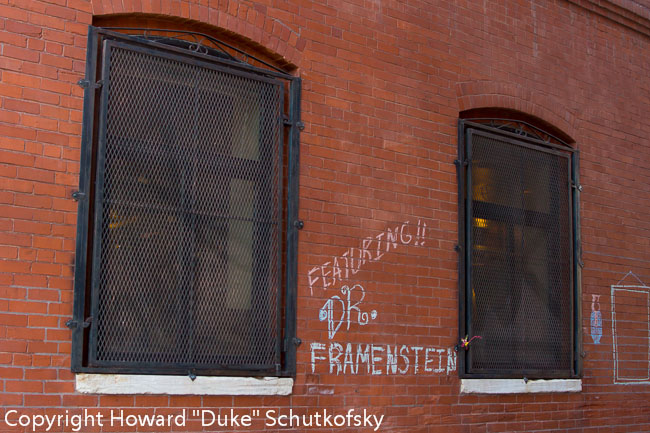 FEATURING!!
DR.
FRAMENSTEIN
Copyright Howard "Duke" Schutkofsky